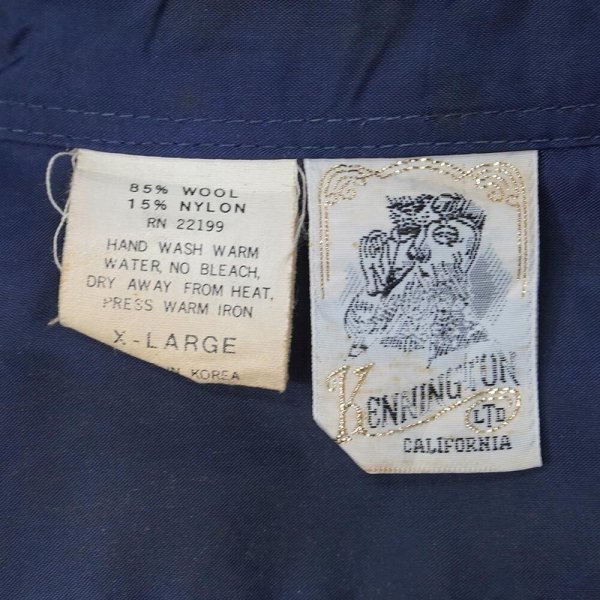 85% WOOL
15% NYLON
RN 22199
HAND WASH WARM
WATER, NO BLEACH,
DRY AWAY FROM HEAT,
PRESS WARM IRON
X-LARGE
IN KOREA
KENNINGTON
LTD
CALIFORNIA